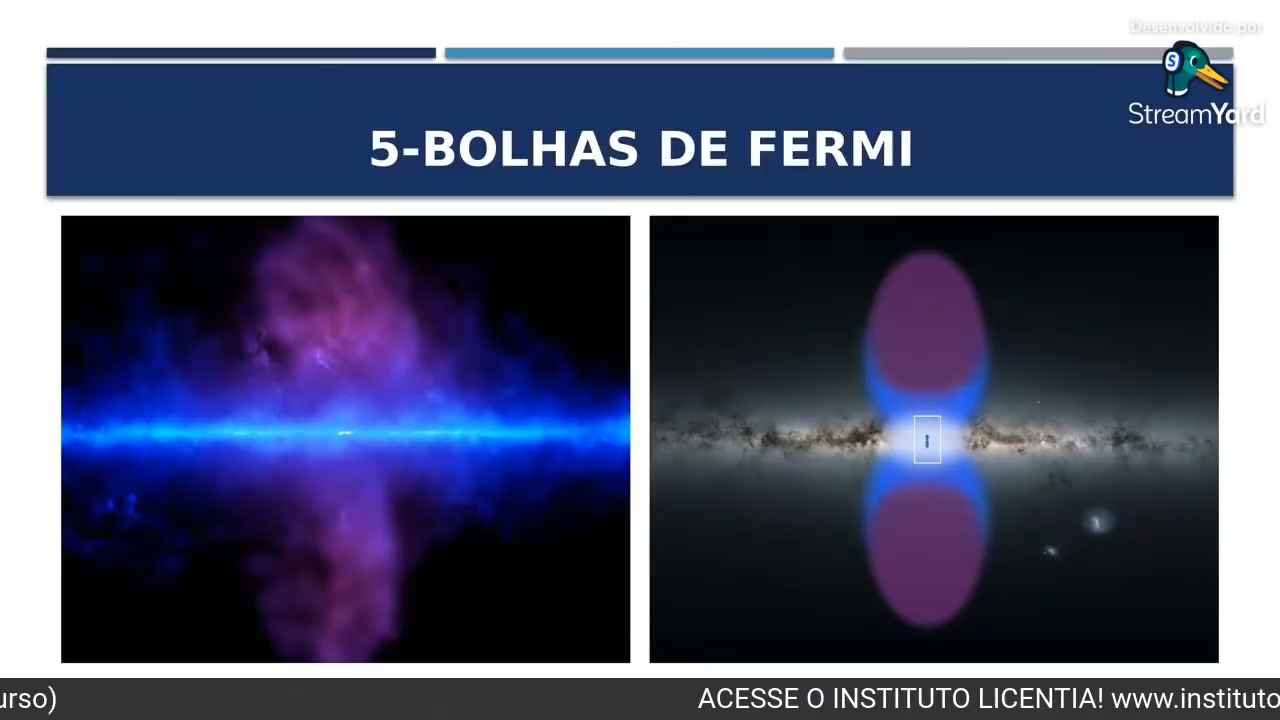 Desenvolvido por
StreamYard
5-BOLHAS DE FERMI
urso)
ACESSE O INSTITUTO LICENTIA! www.instituto